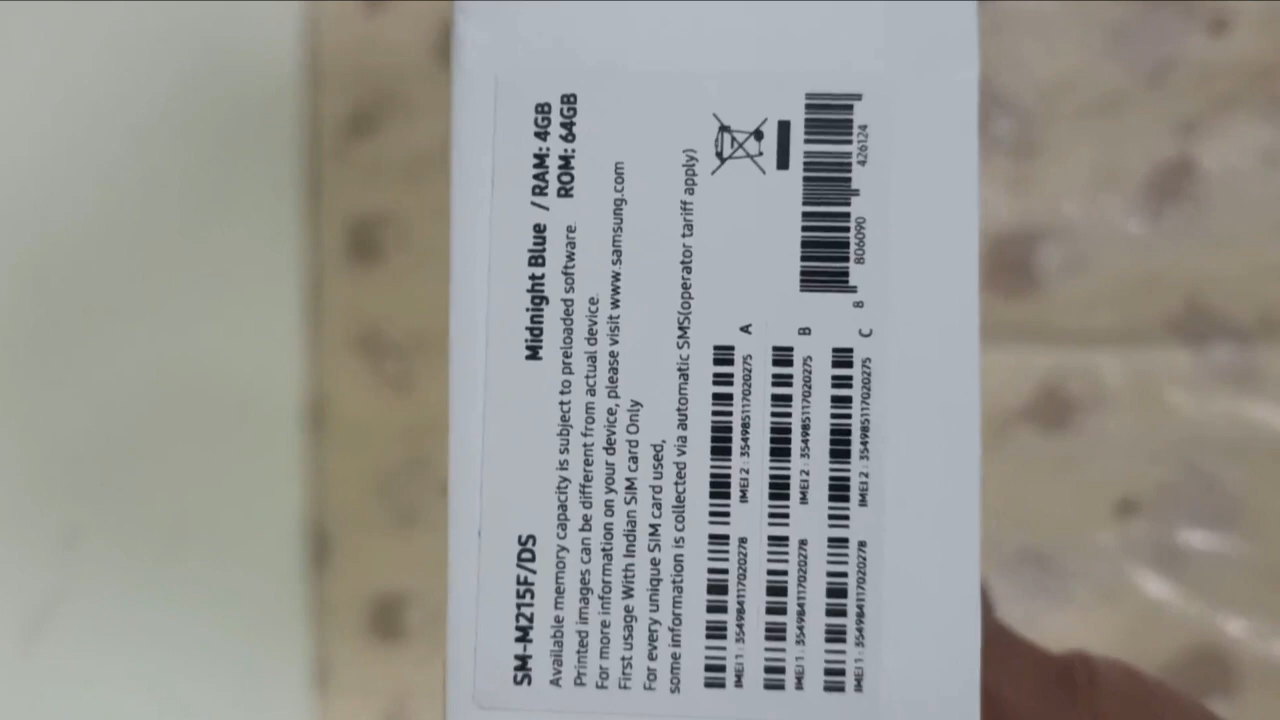 SM-M215F/DS Midnight Blue / RAM: 4GB
ROM: 64GB
Available memory capacity is subject to preloaded software.
Printed images can be different from actual device.
For more information on your device, please visit www.samsung.com
First usage With Indian SIM card Only
For every unique SIM card used,
some information is collected via automatic SMS(operator tariff apply)
IMEI 1 : 354984117020278 IMEI 2 : 354985117020275 A
IMEI 1 : 354984117020278 IMEI 2 : 354985117020275 B
IMEI 1 : 354984117020278 IMEI 2 : 354985117020275 C
8 806090 426124